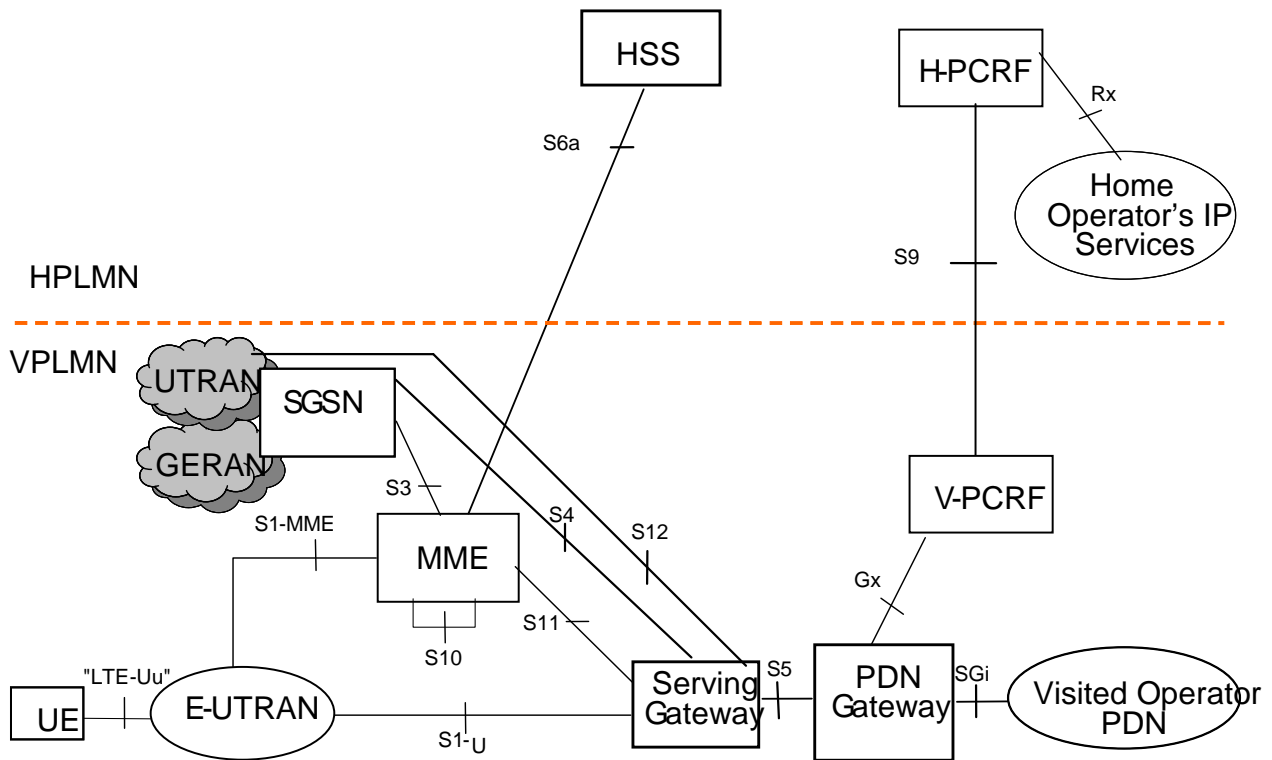 HSS
H-PCRF
Rx
S6a
Home
Operator's IP
Services
S9
HPLMN
VPLMN
UTRAN
SGSN
GERAN
V-PCRF
S3
S1-MME
S4
S12
MME
Gx
S11
S10
"LTE-Uu"
S5
SGi
UE
E-UTRAN
Serving
Gateway
PDN
Gateway
Visited Operator
PDN
S1-U